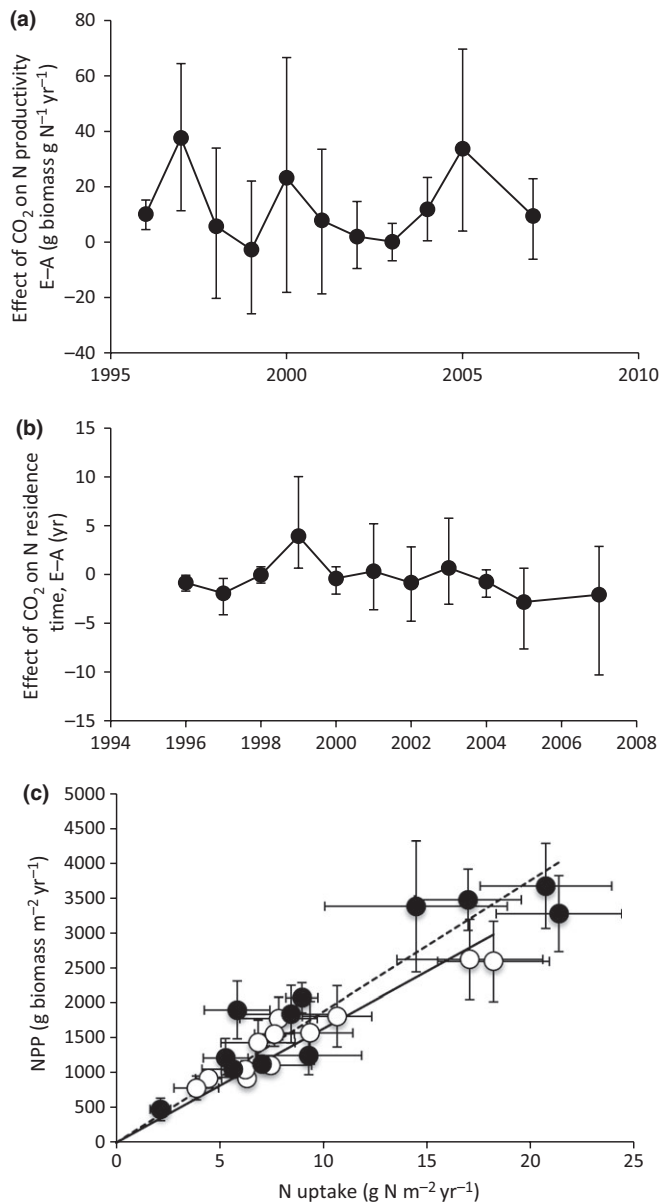 (a)
80
60
40
20
0
−20
−40
1995 2000 2005 2010
Effect of CO₂ on N productivity
E–A (g biomass g N⁻¹ yr⁻¹)
(b)
15
10
5
0
−5
−10
−15
1994 1996 1998 2000 2002 2004 2006 2008
Effect of CO₂ on N residence
time, E–A (yr)
(c)
5000
4500
4000
3500
3000
2500
2000
1500
1000
500
0
0 5 10 15 20 25
NPP (g biomass m⁻² yr⁻¹)
N uptake (g N m⁻² yr⁻¹)